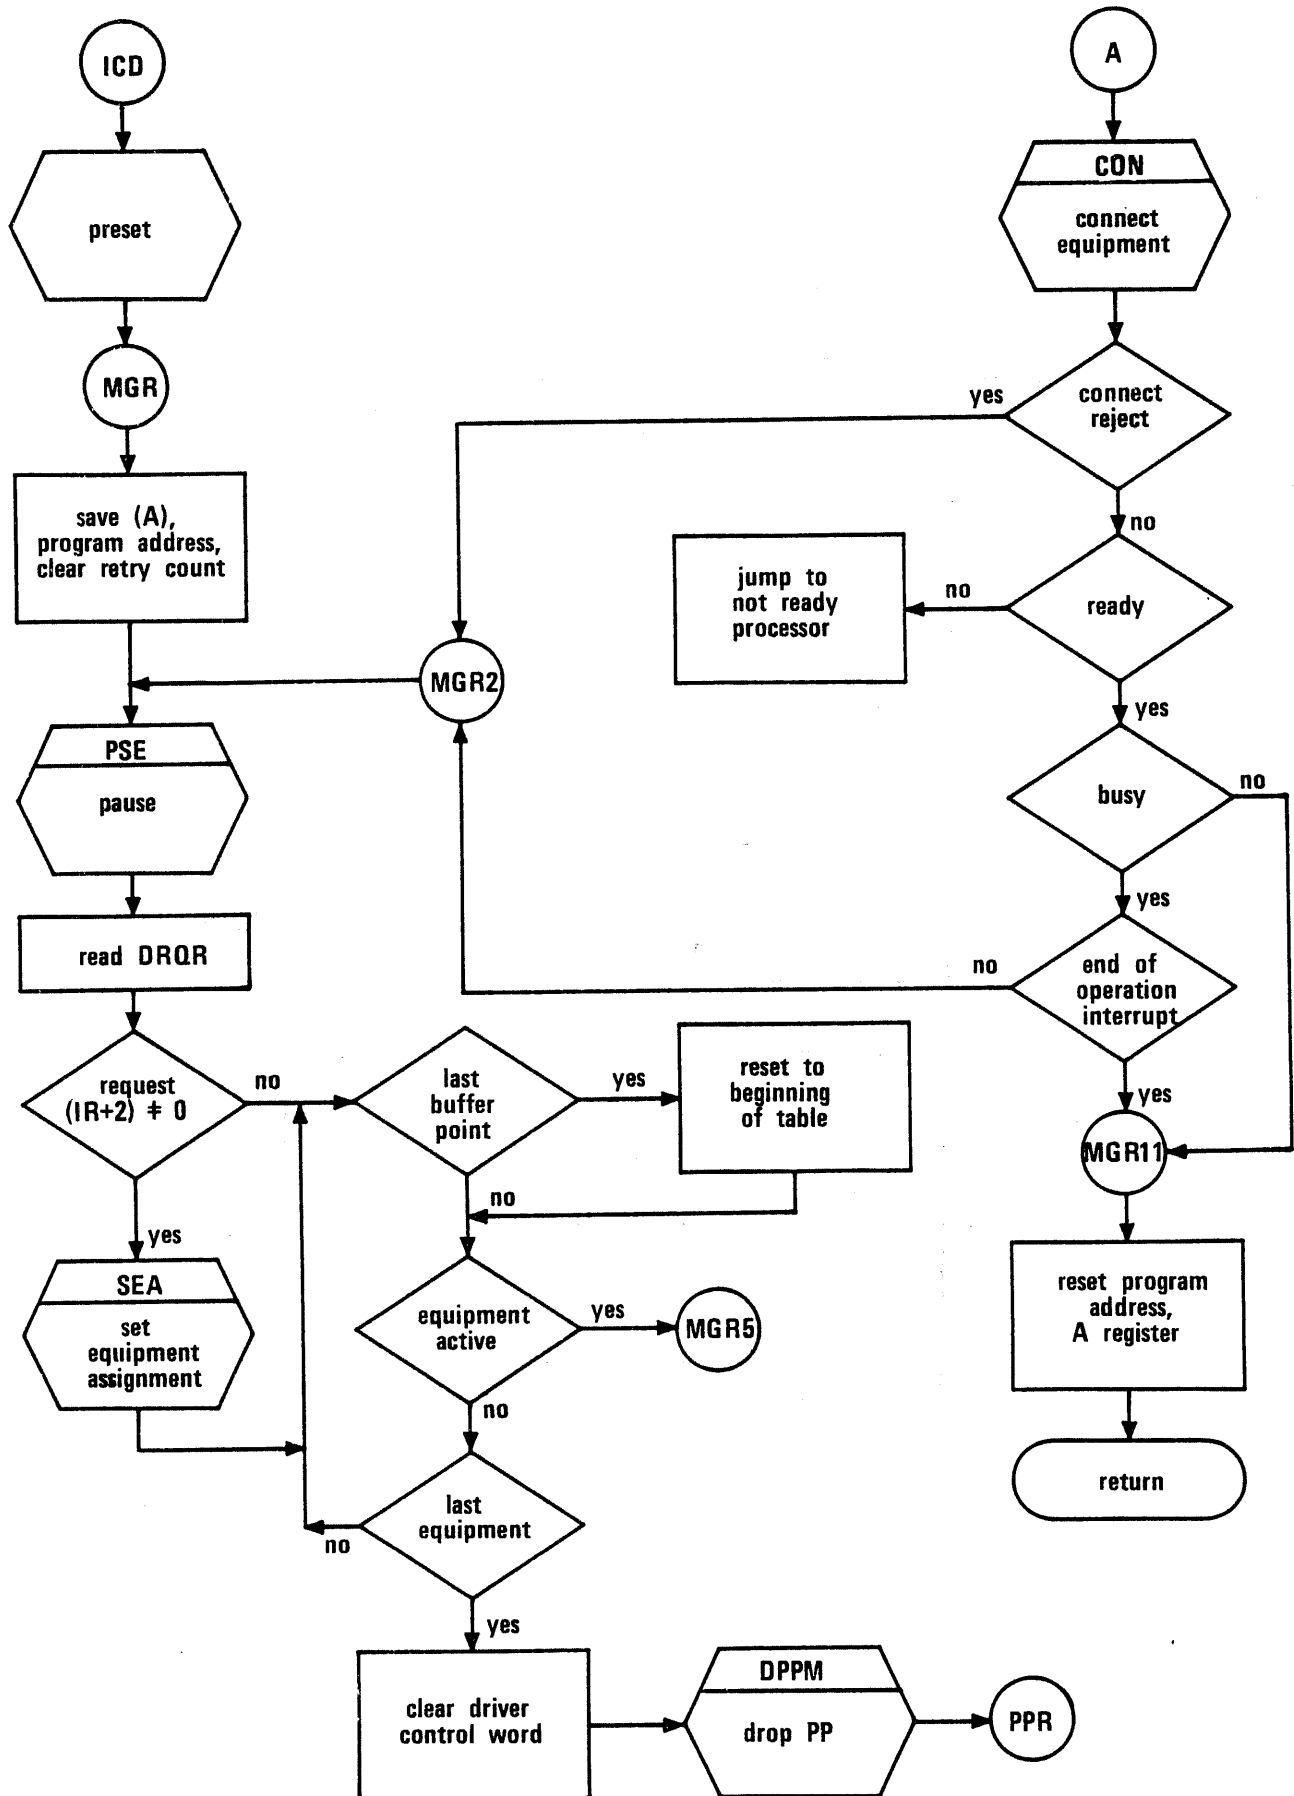 ICD
preset
MGR
save (A),
program address,
clear retry count
PSE
pause
read DRQR
request
(IR+2) ≠ 0
no
yes
SEA
set
equipment
assignment
MGR2
last
buffer
point
yes
no
reset to
beginning
of table
equipment
active
yes
MGR5
no
last
equipment
no
yes
clear driver
control word
DPPM
drop PP
PPR
A
CON
connect
equipment
connect
reject
yes
no
ready
no
jump to
not ready
processor
yes
busy
no
yes
end of
operation
interrupt
no
yes
MGR11
reset program
address,
A register
return